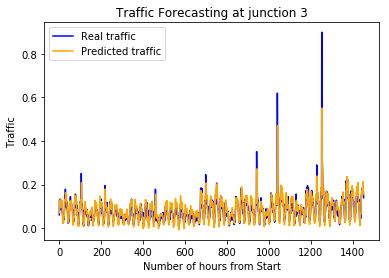 Traffic Forecasting at junction 3
Real traffic
Predicted traffic
Traffic
0.8
0.6
0.4
0.2
0.0
0 200 400 600 800 1000 1200 1400
Number of hours from Start